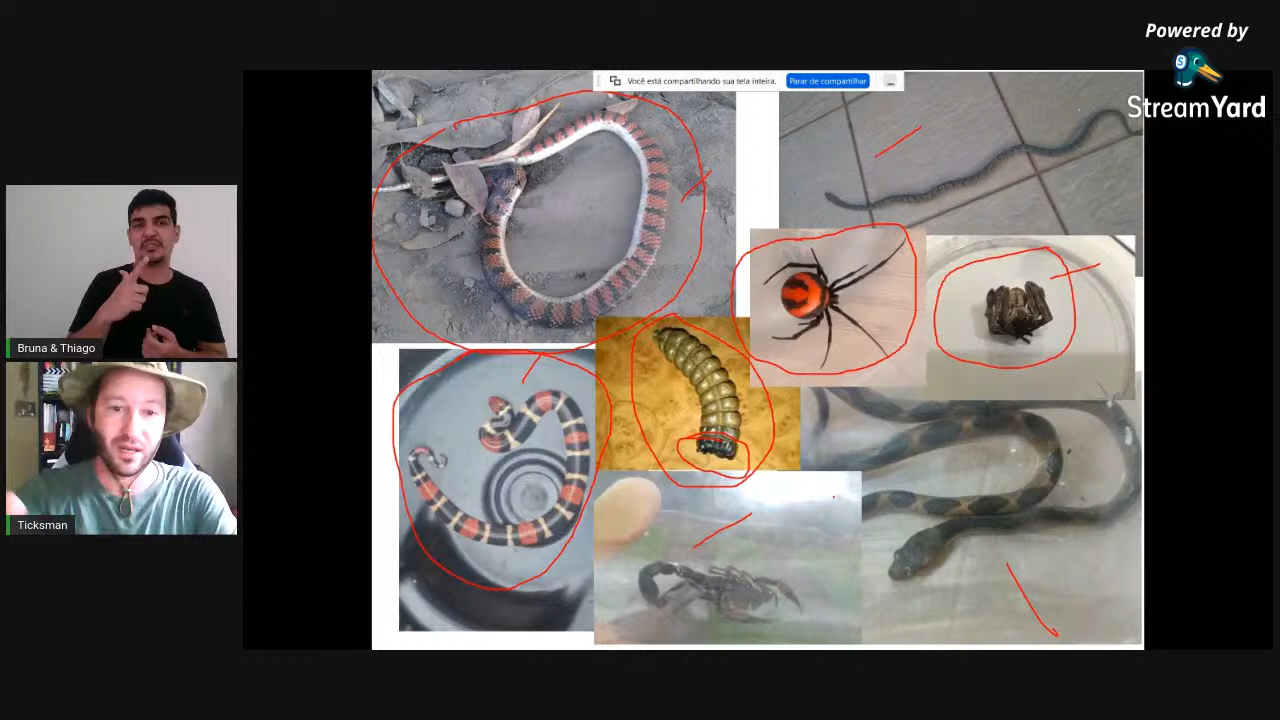 Powered by
StreamYard
Você está compartilhando sua tela inteira.
Parar de compartilhar
Bruna & Thiago
Ticksman